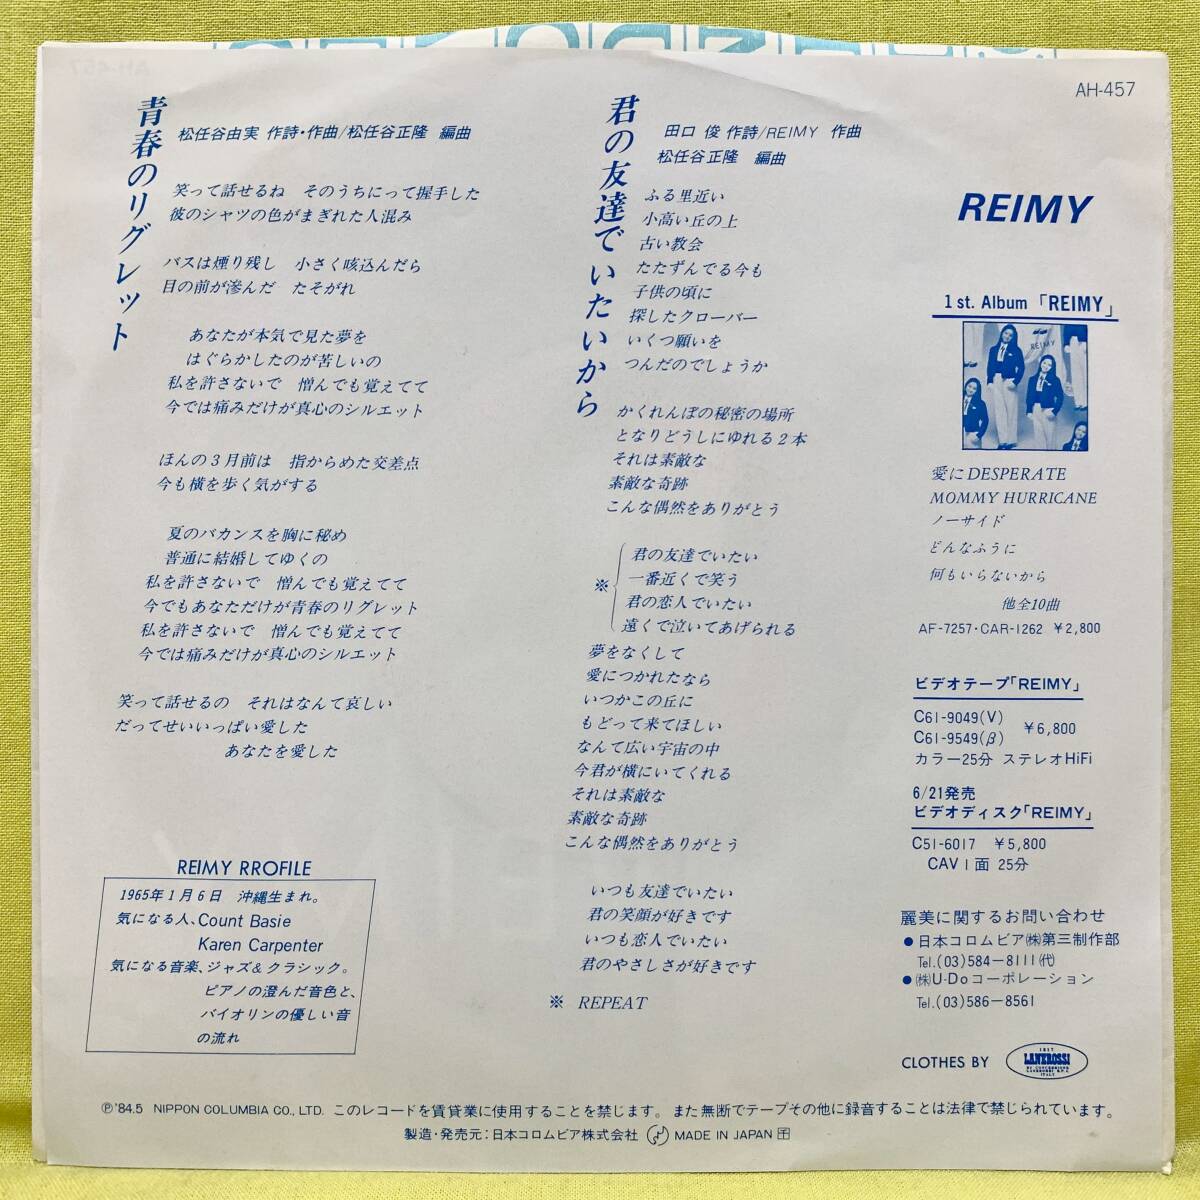 AH-457
青春のリグレット
松任谷由実 作詩・作曲/松任谷正隆 編曲
笑って話せるね そのうちにって握手した
彼のシャツの色がまぎれた人混み
バスは煙り残し 小さく咳込んだら
目の前が滲んだ たそがれ
あなたが本気で見た夢を
はぐらかしたのが苦しいの
私を許さないで 憎んでも覚えてて
今では痛みだけが真心のシルエット
ほんの3月前は 指からめた交差点
今も横を歩く気がする
夏のバカンスを胸に秘め
普通に結婚してゆくの
私を許さないで 憎んでも覚えてて
今でもあなただけが青春のリグレット
私を許さないで 憎んでも覚えてて
今では痛みだけが真心のシルエット
笑って話せるの それはなんて哀しい
だってせいいっぱい愛した
あなたを愛した
REIMY RROFILE
1965年1月6日 沖縄生まれ。
気になる人、Count Basie
Karen Carpenter
気になる音楽、ジャズ&クラシック。
ピアノの澄んだ音色と、
バイオリンの優しい音
の流れ
君の友達でいたいから
田口 俊 作詩/REIMY 作曲
松任谷正隆 編曲
ふる里近い
小高い丘の上
古い教会
たたずんでる今も
子供の頃に
探したクローバー
いくつ願いを
つんだのでしょうか
かくれんぼの秘密の場所
となりどうしにゆれる2本
それは素敵な
素敵な奇跡
こんな偶然をありがとう
※
君の友達でいたい
一番近くで笑う
君の恋人でいたい
遠くで泣いてあげられる
夢をなくして
愛につかれたなら
いつかこの丘に
もどって来てほしい
なんて広い宇宙の中
今君が横にいてくれる
それは素敵な
素敵な奇跡
こんな偶然をありがとう
いつも友達でいたい
君の笑顔が好きです
いつも恋人でいたい
君のやさしさが好きです
※ REPEAT
REIMY
1st. Album「REIMY」
REIMY
愛にDESPERATE
MOMMY HURRICANE
ノーサイド
どんなふうに
何もいらないから
他全10曲
AF-7257・CAR-1262 ¥2,800
ビデオテープ「REIMY」
C61-9049(V)
C61-9549(β) ¥6,800
カラー25分 ステレオHiFi
6/21発売
ビデオディスク「REIMY」
C51-6017 ¥5,800
CAV1面 25分
麗美に関するお問い合わせ
●日本コロムビア㈱第三制作部
Tel.(03)584-8111(代)
●㈱U-Doコーポレーション
Tel.(03)586-8561
CLOTHES BY
1817
LANEROSSI
ITALY
Ⓟ'84.5 NIPPON COLUMBIA CO., LTD. このレコードを賃貸業に使用することを禁じます。また無断でテープその他に録音することは法律で禁じられています。
製造・発売元：日本コロムビア株式会社 MADE IN JAPAN